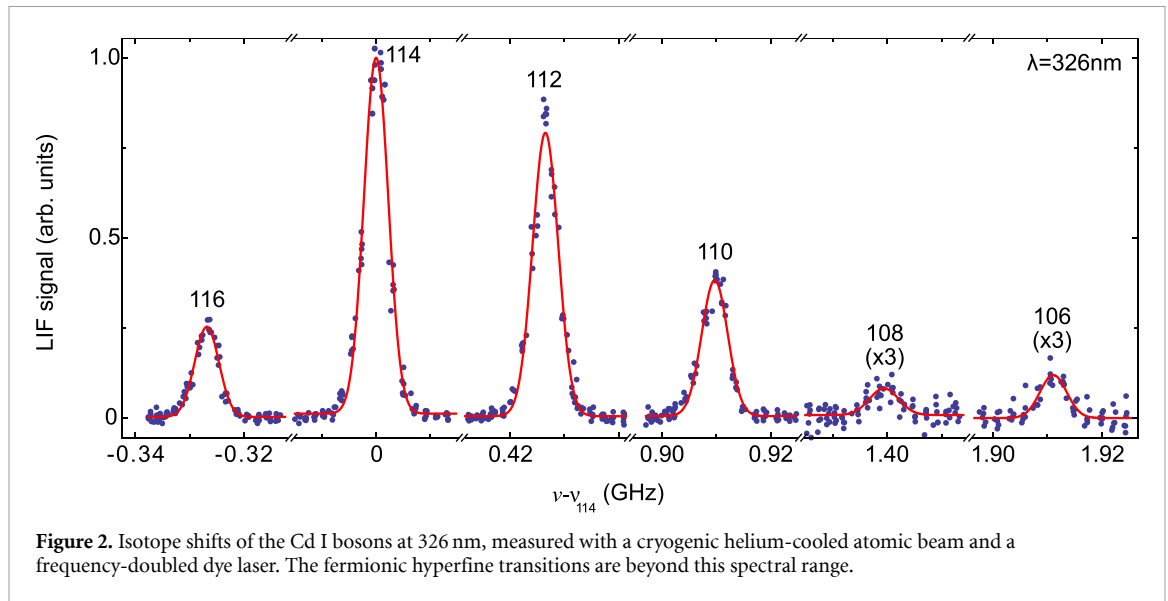 1.0
114
λ=326nm
112
LIF signal (arb. units)
0.5
110
116
108
(x3)
106
(x3)
0
-0.34
-0.32
0
0.42
0.90
0.92
1.40
1.90
1.92
ν-ν114 (GHz)
Figure 2. Isotope shifts of the Cd I bosons at 326 nm, measured with a cryogenic helium-cooled atomic beam and a
frequency-doubled dye laser. The fermionic hyperfine transitions are beyond this spectral range.